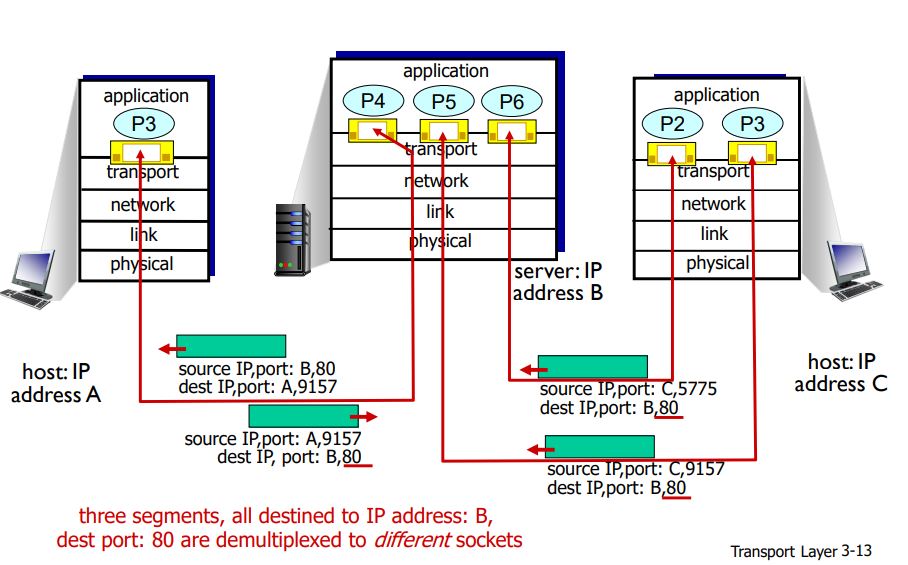 application
P3
transport
network
link
physical
host: IP
address A
application
P4
P5
P6
transport
network
link
physical
server: IP
address B
application
P2
P3
transport
network
link
physical
host: IP
address C
source IP,port: B,80
dest IP,port: A,9157
source IP,port: A,9157
dest IP, port: B,80
source IP,port: C,5775
dest IP,port: B,80
source IP,port: C,9157
dest IP,port: B,80
three segments, all destined to IP address: B,
dest port: 80 are demultiplexed to different sockets
Transport Layer 3-13